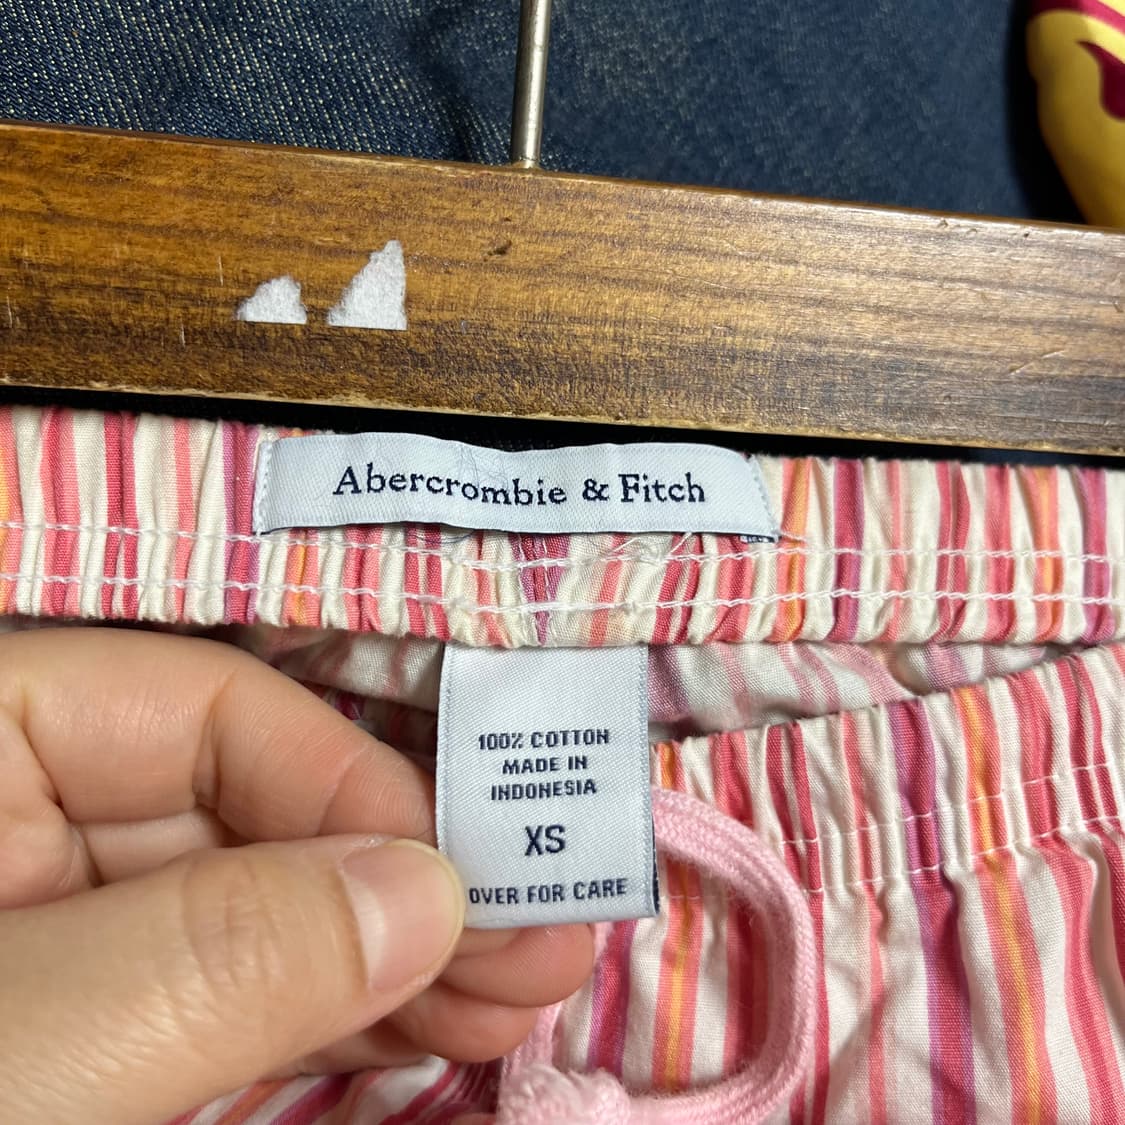 Abercrombie & Fitch
100% COTTON
MADE IN
INDONESIA
XS
OVER FOR CARE